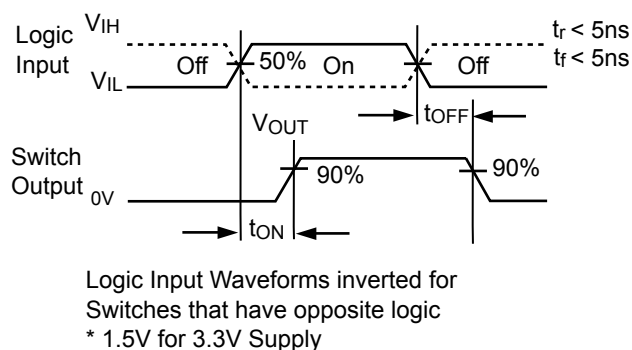 Logic
Input
VIH
VIL
Off
50%
On
Off
tr < 5ns
tf < 5ns
tOFF
VOUT
Switch
Output
0V
90%
90%
tON
Logic Input Waveforms inverted for
Switches that have opposite logic
* 1.5V for 3.3V Supply